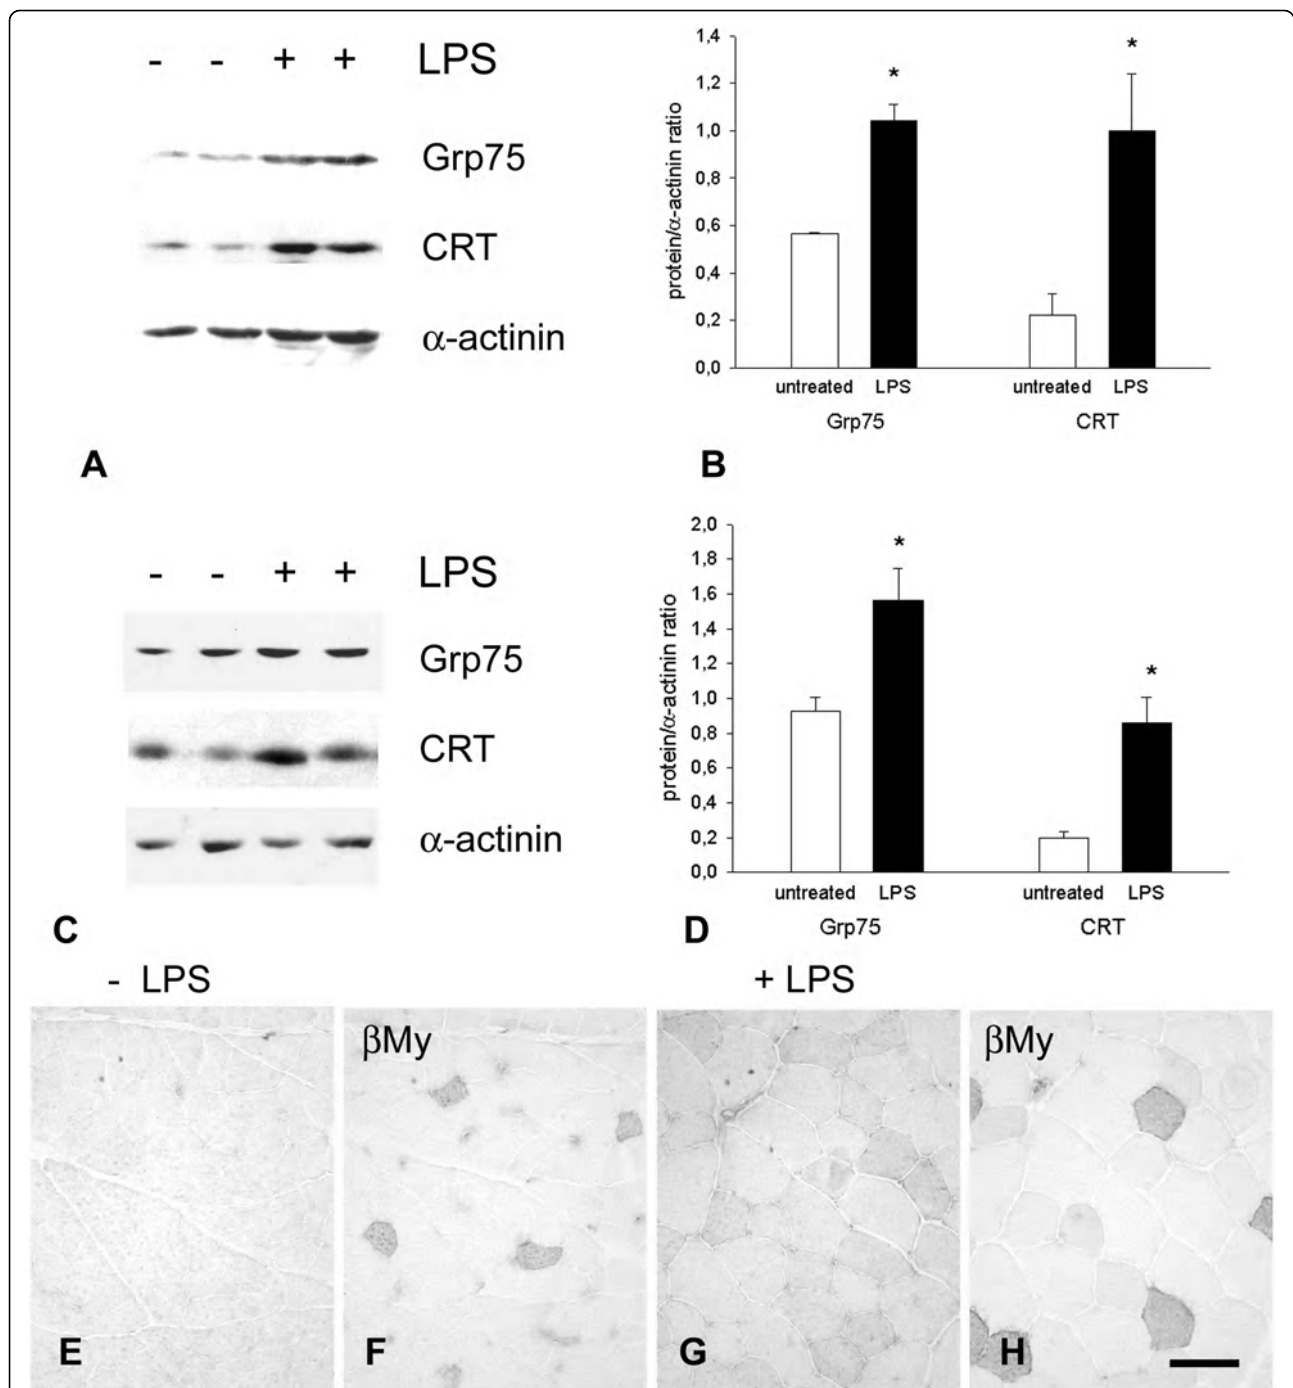 - - + + LPS
Grp75
CRT
α-actinin
A
1,4
1,2
1,0
0,8
0,6
0,4
0,2
0,0
protein/α-actinin ratio
* *
untreated LPS untreated LPS
Grp75 CRT
B
- - + + LPS
Grp75
CRT
α-actinin
C
2,0
1,8
1,6
1,4
1,2
1,0
0,8
0,6
0,4
0,2
0,0
protein/α-actinin ratio
* *
untreated LPS untreated LPS
Grp75 CRT
D
- LPS
+ LPS
E
βMy
F
G
βMy
H